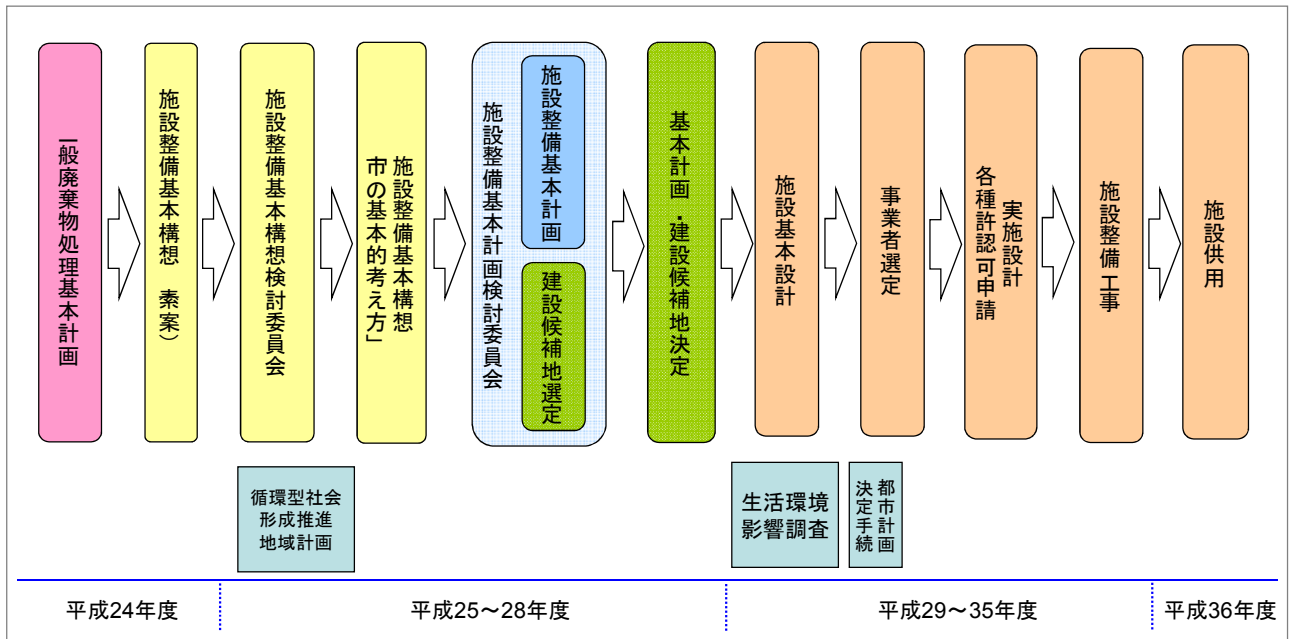 一般廃棄物処理基本計画
施設整備基本構想 素案）
施設整備基本構想検討委員会
施設整備基本構想
市の基本的考え方」
施設整備基本計画検討委員会
施設整備基本計画
建設候補地選定
基本計画・建設候補地決定
施設基本設計
事業者選定
実施設計
各種許認可申請
施設整備工事
施設供用
循環型社会
形成推進
地域計画
生活環境
影響調査
都市計画
決定手続
平成24年度
平成25～28年度
平成29～35年度
平成36年度